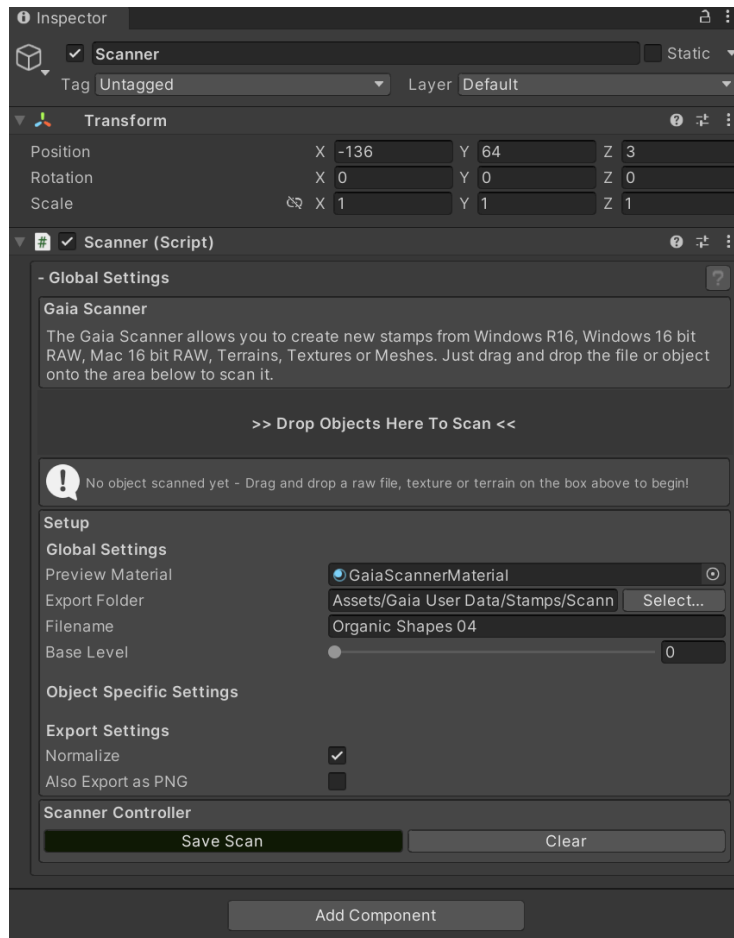 Inspector
Scanner Static
Tag Untagged Layer Default
Transform
Position X -136 Y 64 Z 3
Rotation X 0 Y 0 Z 0
Scale X 1 Y 1 Z 1
# Scanner (Script)
- Global Settings ?
Gaia Scanner
The Gaia Scanner allows you to create new stamps from Windows R16, Windows 16 bit
RAW, Mac 16 bit RAW, Terrains, Textures or Meshes. Just drag and drop the file or object
onto the area below to scan it.
>> Drop Objects Here To Scan <<
No object scanned yet - Drag and drop a raw file, texture or terrain on the box above to begin!
Setup
Global Settings
Preview Material GaiaScannerMaterial
Export Folder Assets/Gaia User Data/Stamps/Scann Select...
Filename Organic Shapes 04
Base Level 0
Object Specific Settings
Export Settings
Normalize
Also Export as PNG
Scanner Controller
Save Scan Clear
Add Component